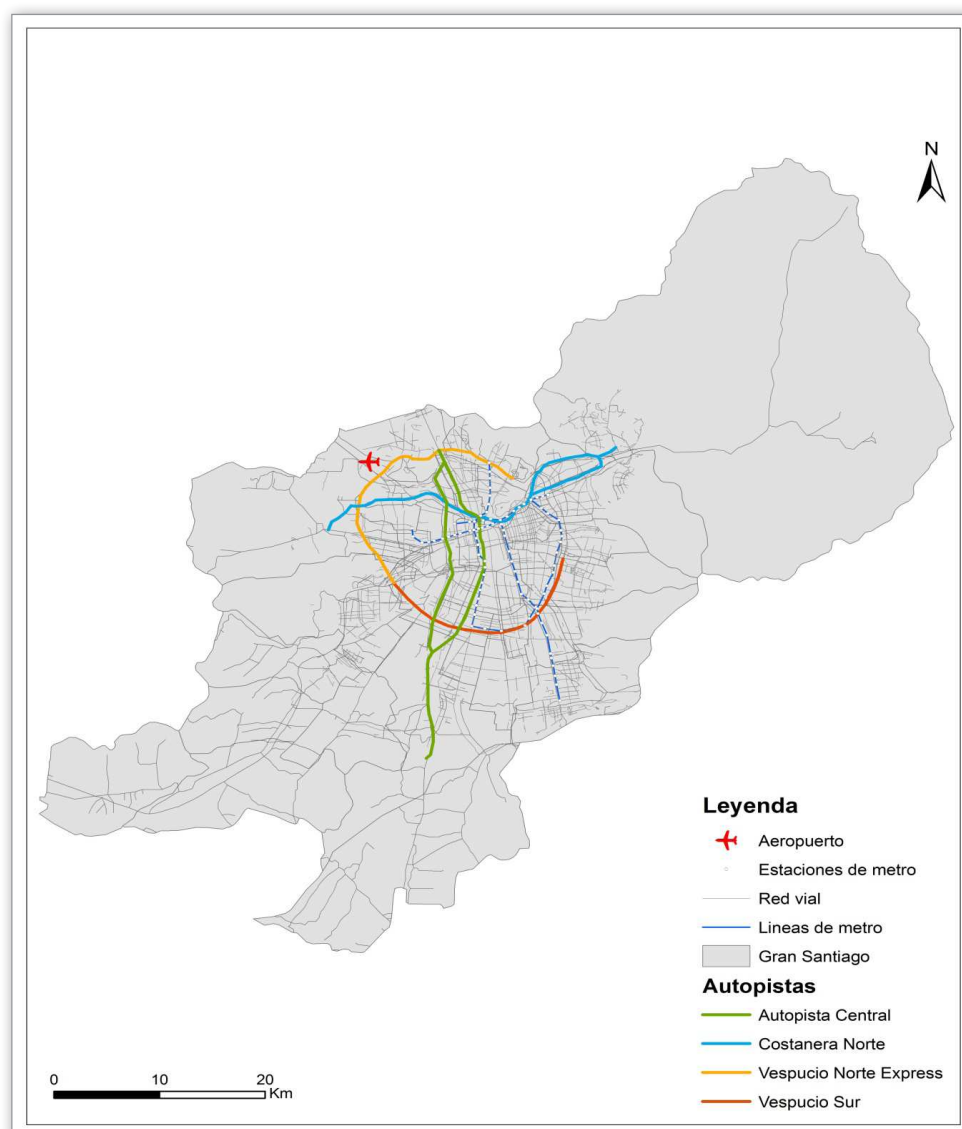 N
Leyenda
Aeropuerto
Estaciones de metro
Red vial
Lineas de metro
Gran Santiago
Autopistas
Autopista Central
Costanera Norte
Vespucio Norte Express
Vespucio Sur
0 10 20
Km